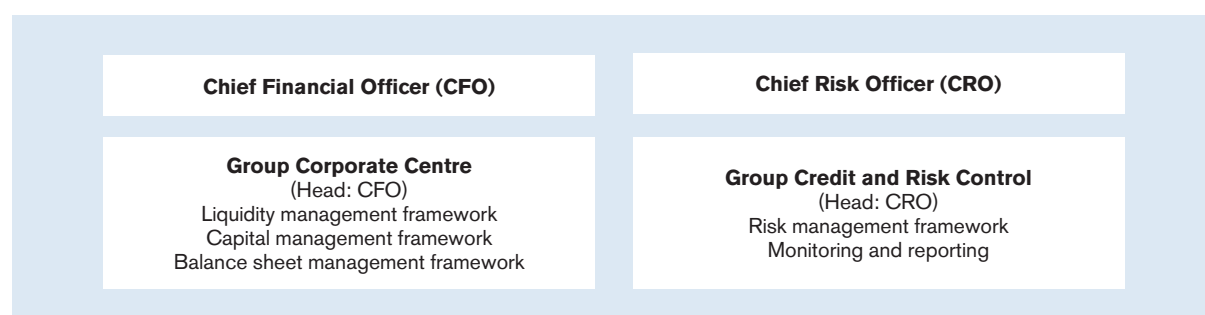 Chief Financial Officer (CFO)
Group Corporate Centre
(Head: CFO)
Liquidity management framework
Capital management framework
Balance sheet management framework
Chief Risk Officer (CRO)
Group Credit and Risk Control
(Head: CRO)
Risk management framework
Monitoring and reporting